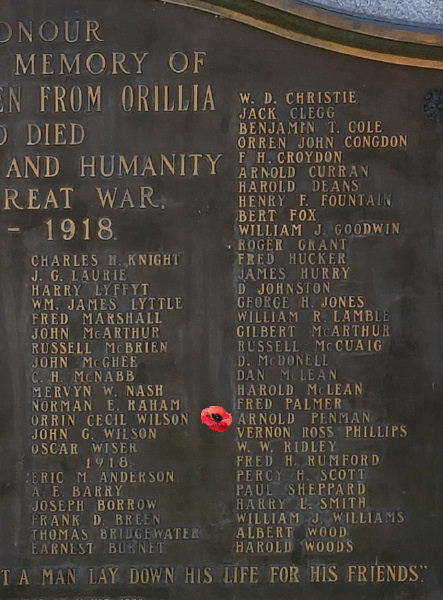 ONOUR
MEMORY OF
EN FROM ORILLIA
O DIED
AND HUMANITY
REAT WAR.
- 1918.
CHARLES H. KNIGHT
J. G. LAURIE
HARRY LYFFYT
WM. JAMES LYTTLE
FRED MARSHALL
JOHN McARTHUR
RUSSELL McBRIEN
JOHN McGHEE
C. H. McNABB
MERVYN W. NASH
NORMAN E. RAHAM
ORRIN CECIL WILSON
JOHN G. WILSON
OSCAR WISER
1918.
ERIC M. ANDERSON
A. E. BARRY
JOSEPH BORROW
FRANK D. BREEN
THOMAS BRIDGEWATER
EARNEST BURNET
W. D. CHRISTIE
JACK CLEGG
BENJAMIN T. COLE
ORREN JOHN CONGDON
F. H. CROYDON
ARNOLD CURRAN
HAROLD DEANS
HENRY F. FOUNTAIN
BERT FOX
WILLIAM J. GOODWIN
ROGER GRANT
FRED HUCKER
JAMES HURRY
D JOHNSTON
GEORGE H. JONES
WILLIAM R. LAMBLE
GILBERT McARTHUR
RUSSELL McCUAIG
D. McDONELL
DAN McLEAN
HAROLD McLEAN
FRED PALMER
ARNOLD PENMAN
VERNON ROSS PHILLIPS
W. W. RIDLEY
FRED H. RUMFORD
PERCY H. SCOTT
PAUL SHEPPARD
HARRY L. SMITH
WILLIAM J. WILLIAMS
ALBERT WOOD
HAROLD WOODS
T A MAN LAY DOWN HIS LIFE FOR HIS FRIENDS."